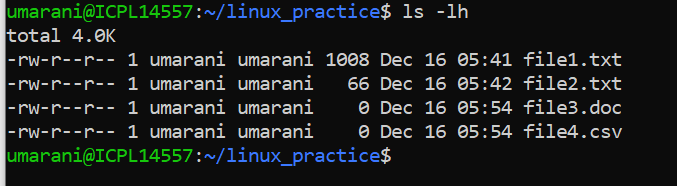 umarani@ICPL14557:~/linux_practice$ ls -lh
total 4.0K
-rw-r--r-- 1 umarani umarani 1008 Dec 16 05:41 file1.txt
-rw-r--r-- 1 umarani umarani   66 Dec 16 05:42 file2.txt
-rw-r--r-- 1 umarani umarani    0 Dec 16 05:54 file3.doc
-rw-r--r-- 1 umarani umarani    0 Dec 16 05:54 file4.csv
umarani@ICPL14557:~/linux_practice$